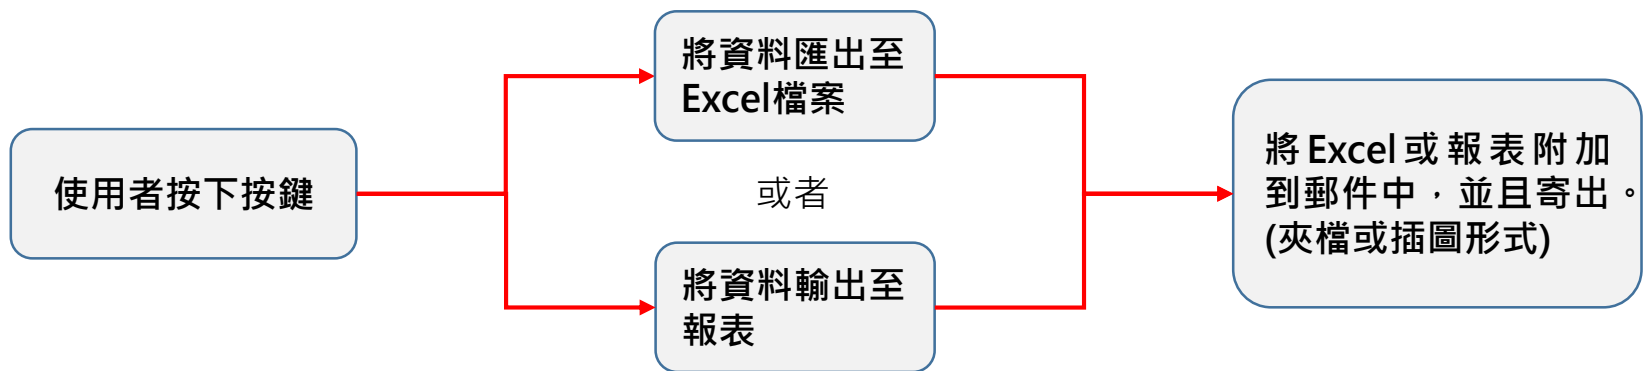 使用者按下按鍵
將資料匯出至
Excel檔案
或者
將資料輸出至
報表
將Excel或報表附加
到郵件中，並且寄出。
(夾檔或插圖形式)